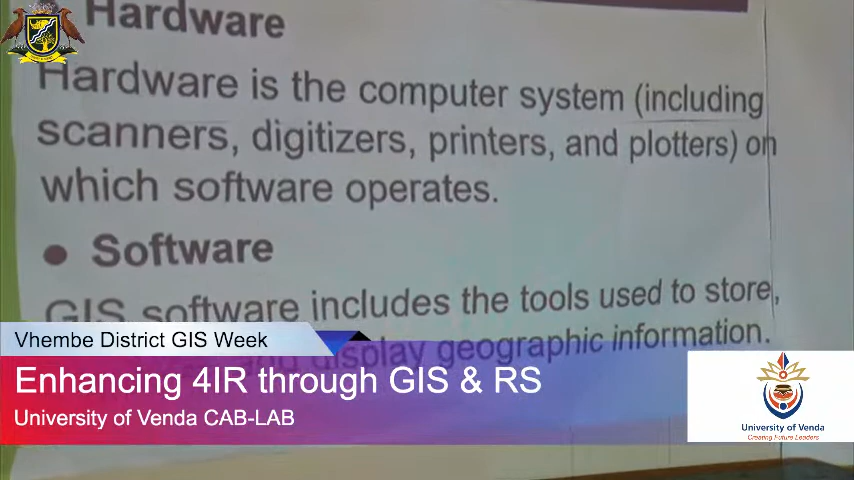 Hardware
Hardware is the computer system (including
scanners, digitizers, printers, and plotters) on
which software operates.
● Software
GIS software includes the tools used to store,
and display geographic information.
Vhembe District GIS Week
Enhancing 4IR through GIS & RS
University of Venda CAB-LAB
University of Venda
Creating Future Leaders